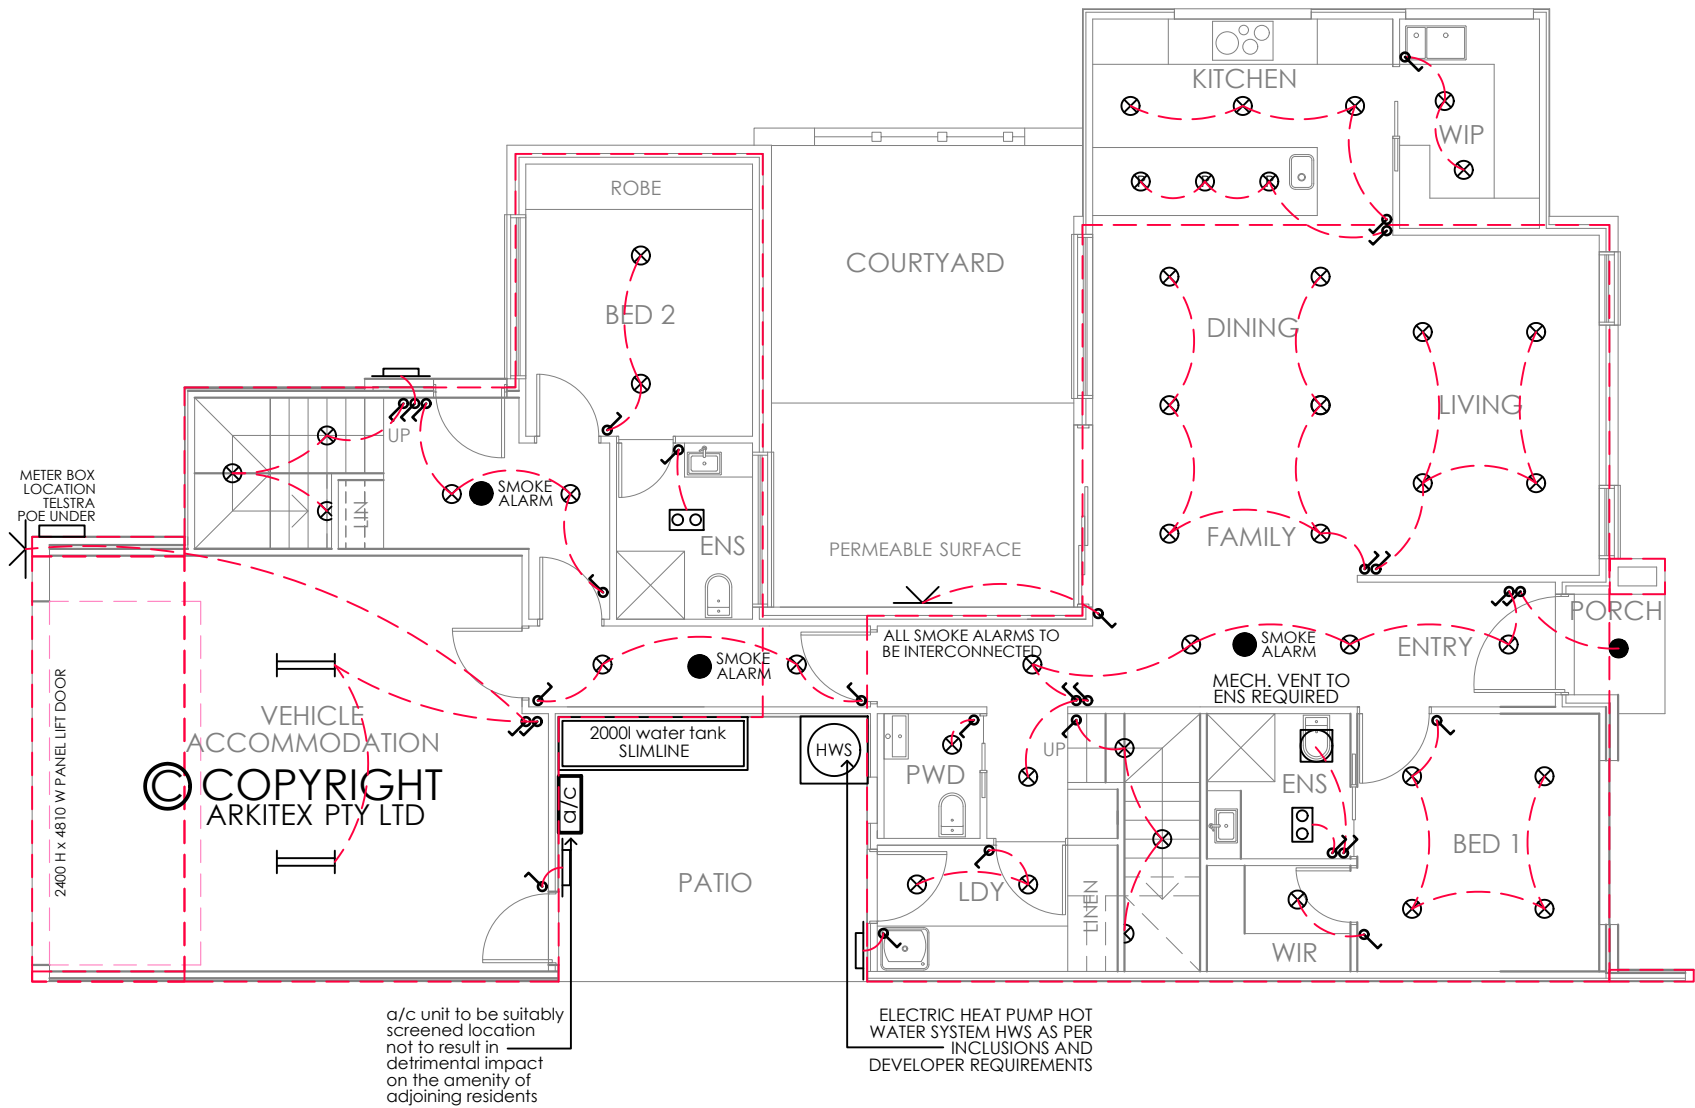 KITCHEN
WIP
ROBE
COURTYARD
BED 2
DINING
LIVING
UP
METER BOX
LOCATION
TELSTRA
POE UNDER
SMOKE
ALARM
LIN
ENS
PERMEABLE SURFACE
FAMILY
PORCH
ALL SMOKE ALARMS TO
BE INTERCONNECTED
SMOKE
ALARM
ENTRY
SMOKE
ALARM
MECH. VENT TO
ENS REQUIRED
2400 H x 4810 W PANEL LIFT DOOR
VEHICLE
ACCOMMODATION
© COPYRIGHT
ARKITEX PTY LTD
2000l water tank
SLIMLINE
HWS
a/c
PWD
UP
ENS
BED 1
PATIO
LDY
LINEN
WIR
a/c unit to be suitably
screened location
not to result in
detrimental impact
on the amenity of
adjoining residents
ELECTRIC HEAT PUMP HOT
WATER SYSTEM HWS AS PER
INCLUSIONS AND
DEVELOPER REQUIREMENTS